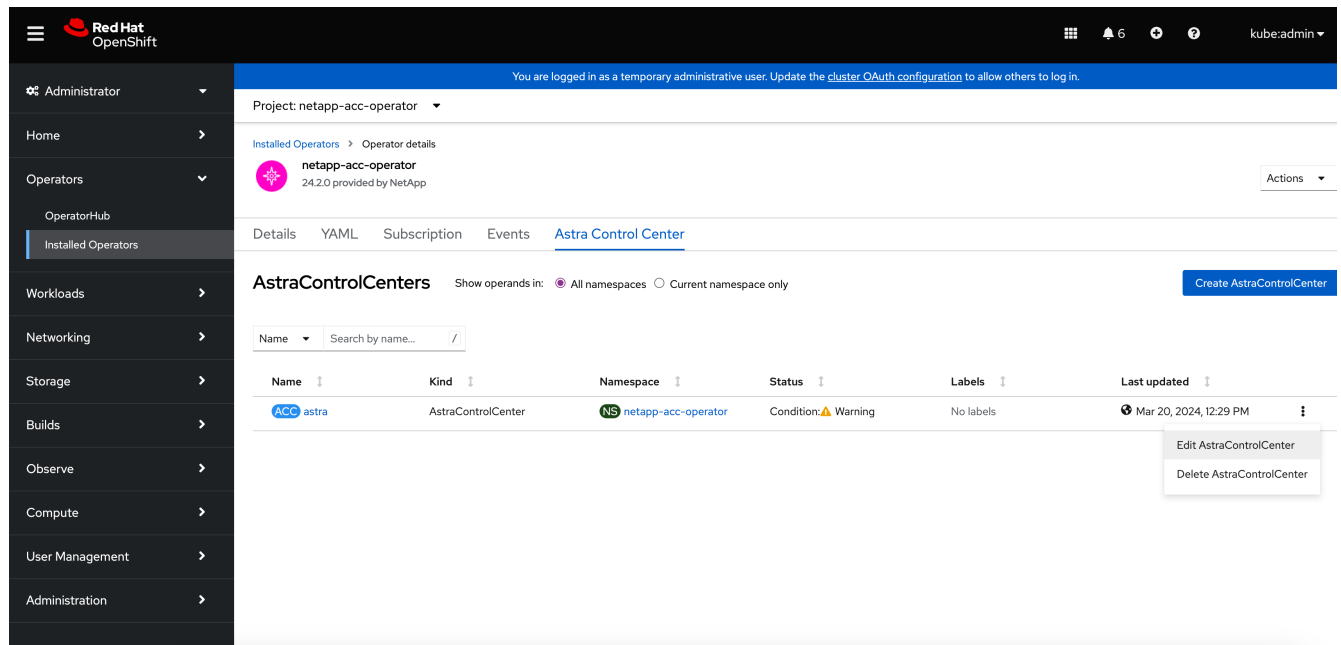 Red Hat
OpenShift
6
kube:admin
Administrator
You are logged in as a temporary administrative user. Update the cluster OAuth configuration to allow others to log in.
Project: netapp-acc-operator
Home
Installed Operators > Operator details
netapp-acc-operator
24.2.0 provided by NetApp
Actions
Operators
OperatorHub
Installed Operators
Details YAML Subscription Events Astra Control Center
AstraControlCenters Show operands in: All namespaces Current namespace only Create AstraControlCenter
Workloads
Networking
Storage
Builds
Observe
Compute
User Management
Administration
Name Search by name... /
Name Kind Namespace Status Labels Last updated
ACC astra AstraControlCenter NS netapp-acc-operator Condition: Warning No labels Mar 20, 2024, 12:29 PM
Edit AstraControlCenter
Delete AstraControlCenter